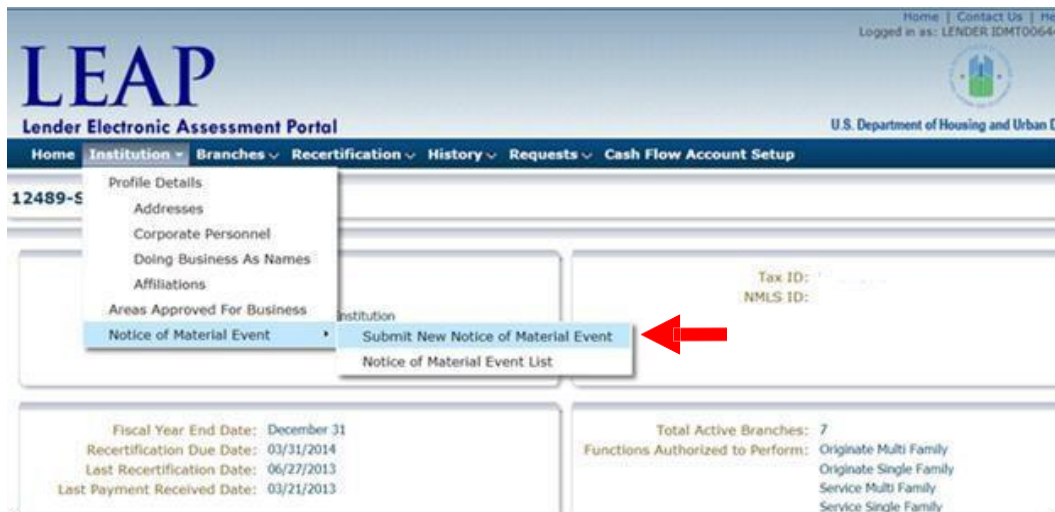 Home | Contact Us | He
Logged in as: LENDER IDMT0064
LEAP
Lender Electronic Assessment Portal
U.S. Department of Housing and Urban D
Home Institution Branches Recertification History Requests Cash Flow Account Setup
12489-S
Profile Details
Addresses
Corporate Personnel
Doing Business As Names
Affiliations
Areas Approved For Business
Notice of Material Event
nstitution
Submit New Notice of Material Event
Notice of Material Event List
Tax ID:
NMLS ID:
Fiscal Year End Date: December 31
Recertification Due Date: 03/31/2014
Last Recertification Date: 06/27/2013
Last Payment Received Date: 03/21/2013
Total Active Branches: 7
Functions Authorized to Perform: Originate Multi Family
Originate Single Family
Service Multi Family
Service Single Family